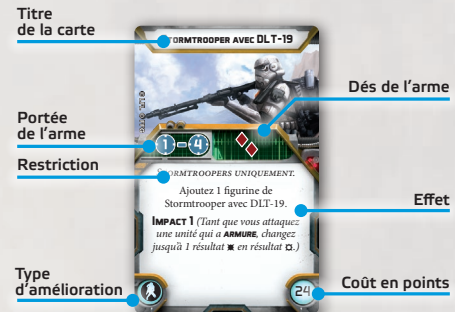 Titre
de la carte
STORMTROOPER AVEC DLT-19
Dés de l'arme
Portée
de l'arme
1 - 4
Restriction
STORMTROOPERS UNIQUEMENT.
Ajoutez 1 figurine de
Stormtrooper avec DLT-19.
Effet
IMPACT 1 (Tant que vous attaquez
une unité qui a ARMURE, changez
jusqu'à 1 résultat en résultat .)
Type
d'amélioration
24
Coût en points